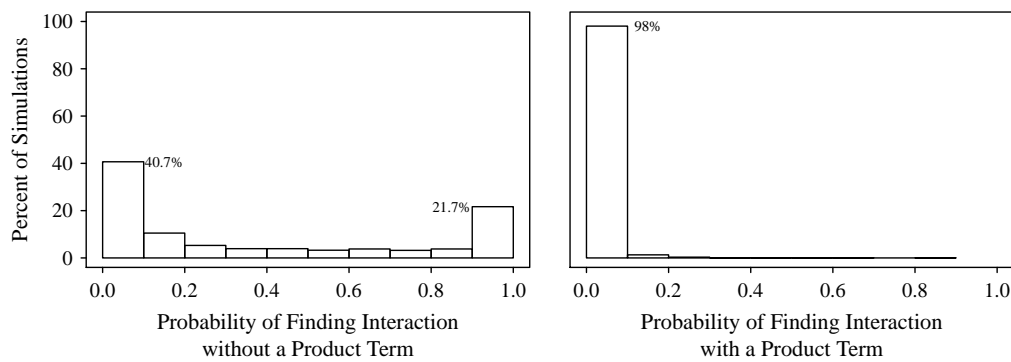 100
80
60
40
20
0
Percent of Simulations
40.7%
21.7%
0.0 0.2 0.4 0.6 0.8 1.0
Probability of Finding Interaction
without a Product Term
98%
0.0 0.2 0.4 0.6 0.8 1.0
Probability of Finding Interaction
with a Product Term